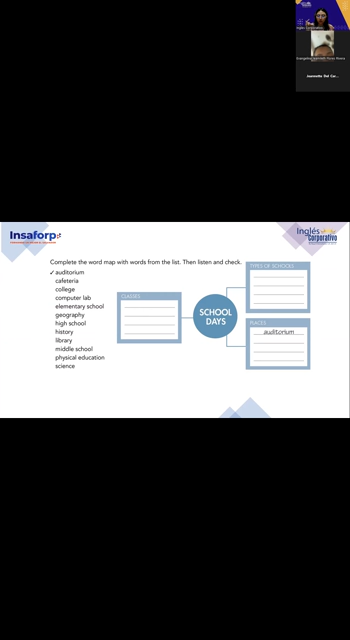 Insaforp
Inglés
Corporativo
Complete the word map with words from the list. Then listen and check.
✓ auditorium
cafeteria
college
computer lab
elementary school
geography
high school
history
library
middle school
physical education
science
CLASSES
SCHOOL
DAYS
TYPES OF SCHOOLS
PLACES
auditorium